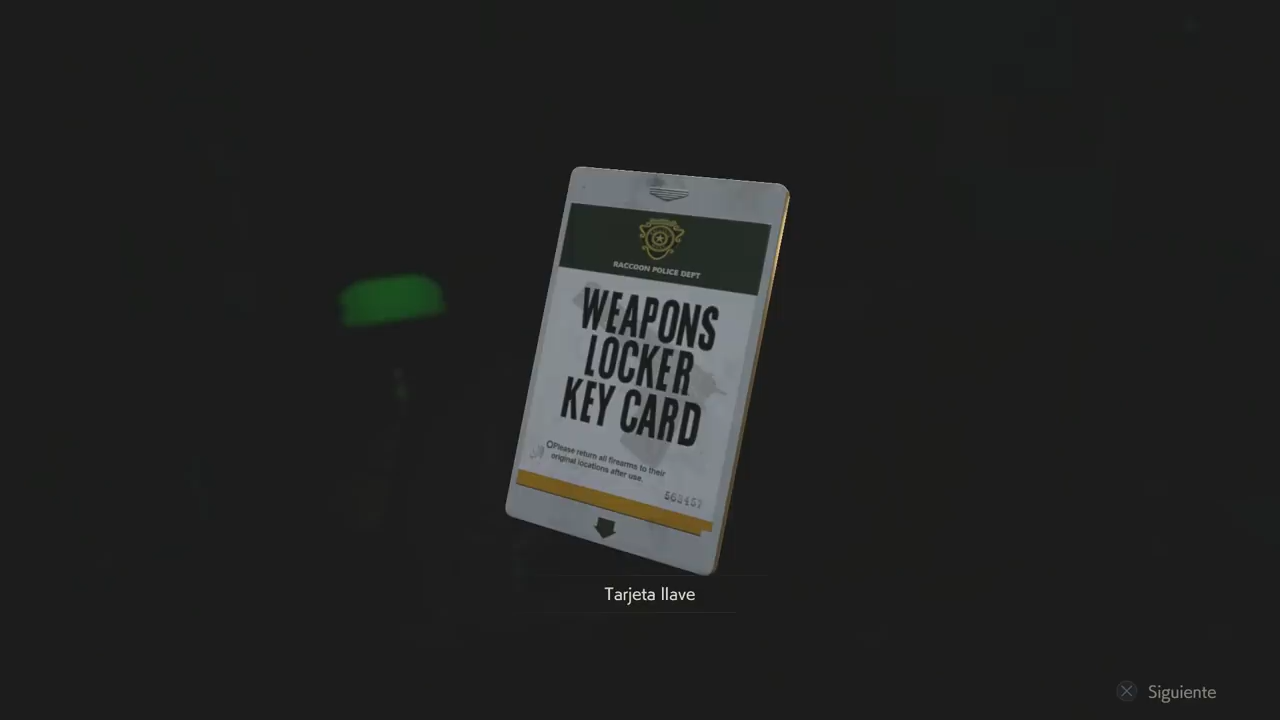 RACCOON POLICE DEPT
WEAPONS
LOCKER
KEY CARD
Please return all firearms to their
original locations after use.
562457
Tarjeta llave
Siguiente